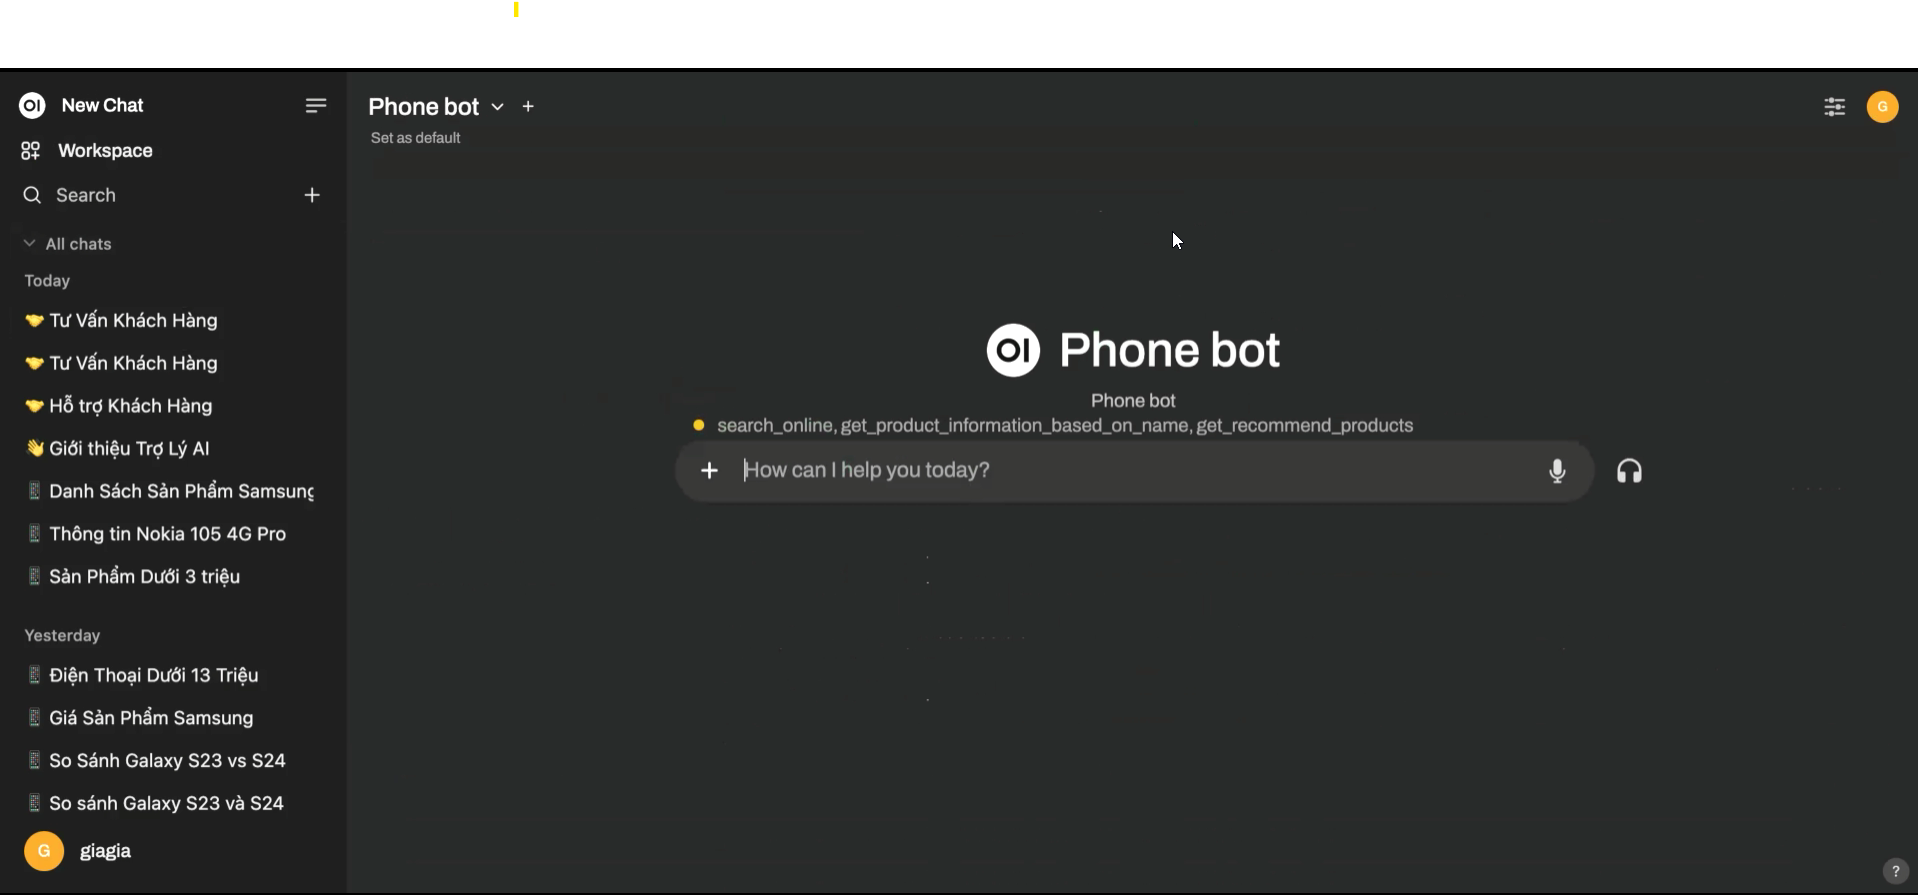 OI New Chat
Workspace
Search
All chats
Today
🤝 Tư Vấn Khách Hàng
🤝 Tư Vấn Khách Hàng
🤝 Hỗ trợ Khách Hàng
👋 Giới thiệu Trợ Lý AI
📱 Danh Sách Sản Phẩm Samsung
📱 Thông tin Nokia 105 4G Pro
📱 Sản Phẩm Dưới 3 triệu
Yesterday
📱 Điện Thoại Dưới 13 Triệu
📱 Giá Sản Phẩm Samsung
📱 So Sánh Galaxy S23 vs S24
📱 So sánh Galaxy S23 và S24
G giagia
Phone bot
Set as default
G
OI Phone bot
Phone bot
search_online, get_product_information_based_on_name, get_recommend_products
How can I help you today?
?